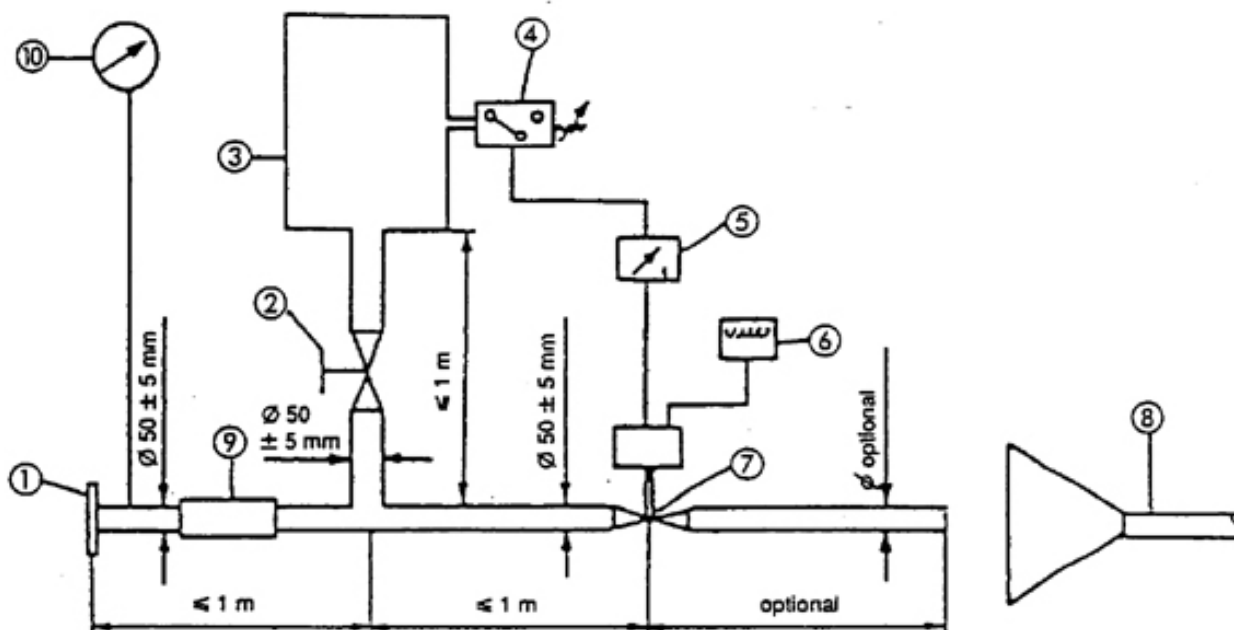 10
4
3
5
2
6
Ø 50 ± 5 mm
Ø 50
± 5 mm
≤ 1 m
Ø 50 ± 5 mm
Ø optional
9
7
8
1
≤ 1 m
≤ 1 m
optional